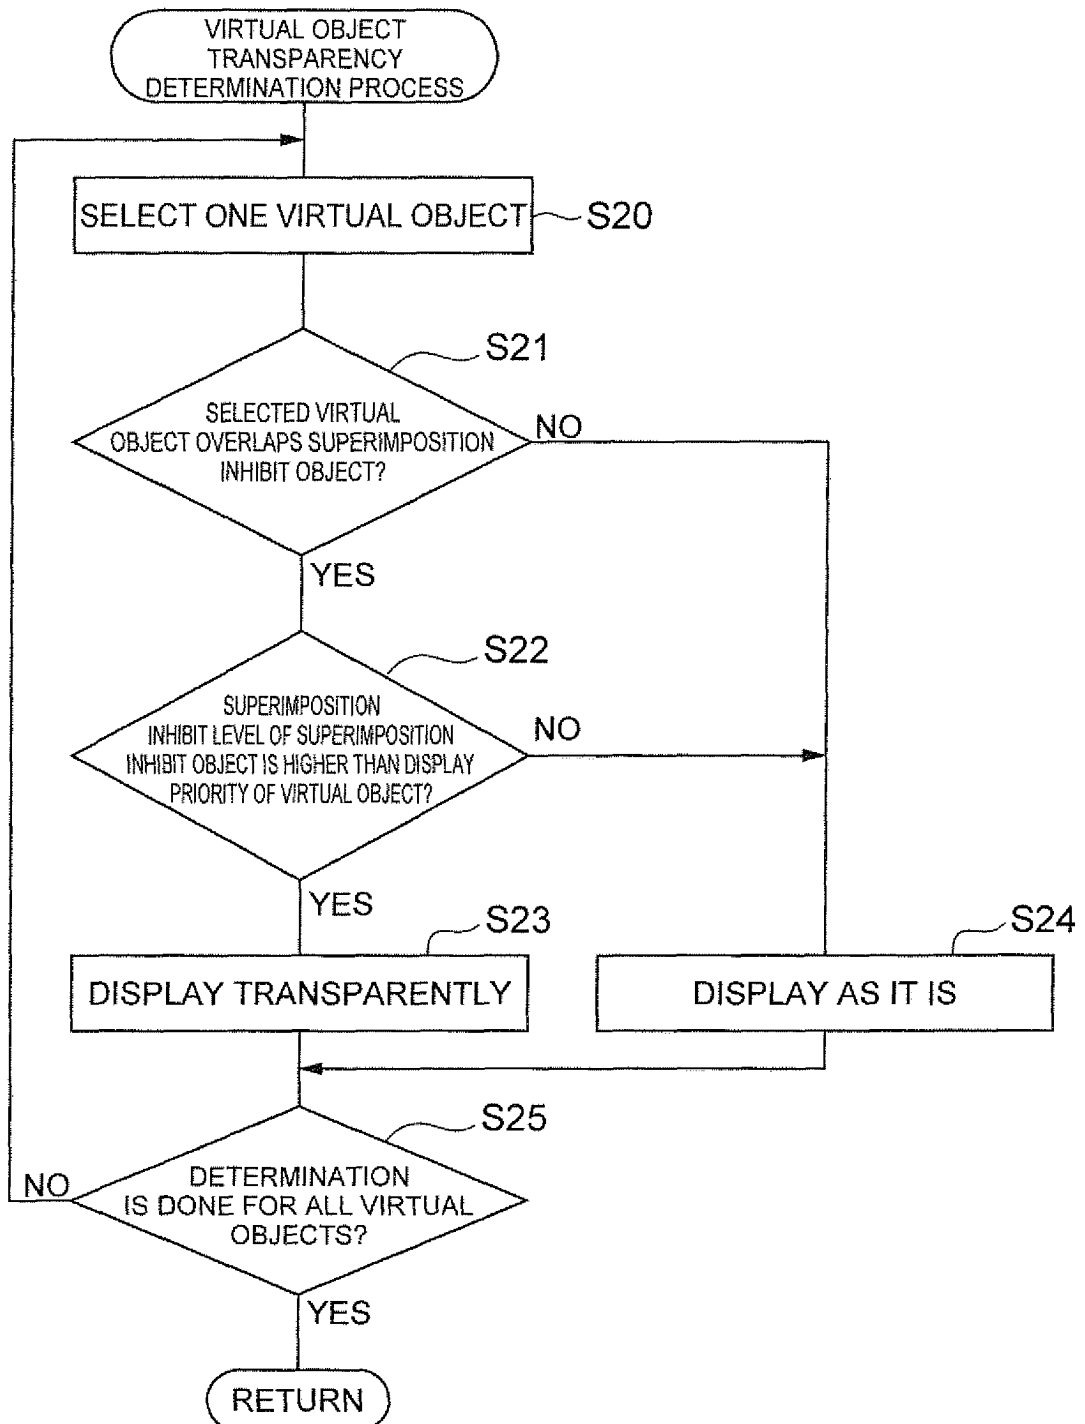 VIRTUAL OBJECT
TRANSPARENCY
DETERMINATION PROCESS
SELECT ONE VIRTUAL OBJECT
S20
S21
SELECTED VIRTUAL
OBJECT OVERLAPS SUPERIMPOSITION
INHIBIT OBJECT?
NO
YES
S22
SUPERIMPOSITION
INHIBIT LEVEL OF SUPERIMPOSITION
INHIBIT OBJECT IS HIGHER THAN DISPLAY
PRIORITY OF VIRTUAL OBJECT?
NO
YES
S23
DISPLAY TRANSPARENTLY
S24
DISPLAY AS IT IS
S25
DETERMINATION
IS DONE FOR ALL VIRTUAL
OBJECTS?
NO
YES
RETURN